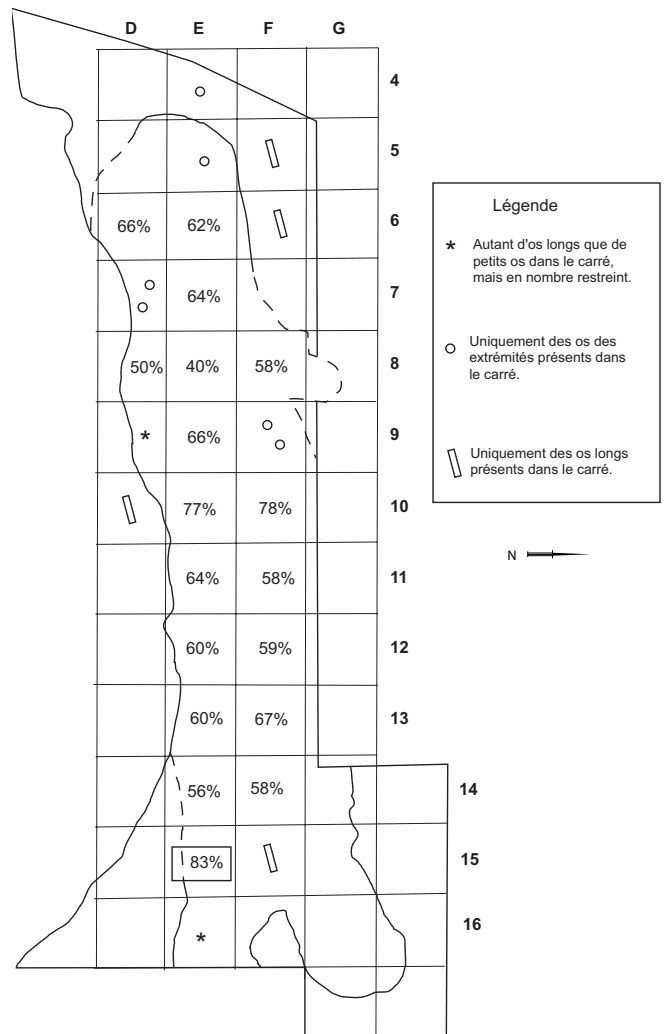 D E F G
4
*
5
6
66% 62%
64%
7
50% 40% 58%
8
* 66%
9
77% 78%
10
64% 58%
11
60% 59%
12
60% 67%
13
56% 58%
14
83%
15
*
16
Légende
* Autant d'os longs que de
petits os dans le carré,
mais en nombre restreint.
Uniquement des os des
extrémités présents dans
le carré.
Uniquement des os longs
présents dans le carré.
N